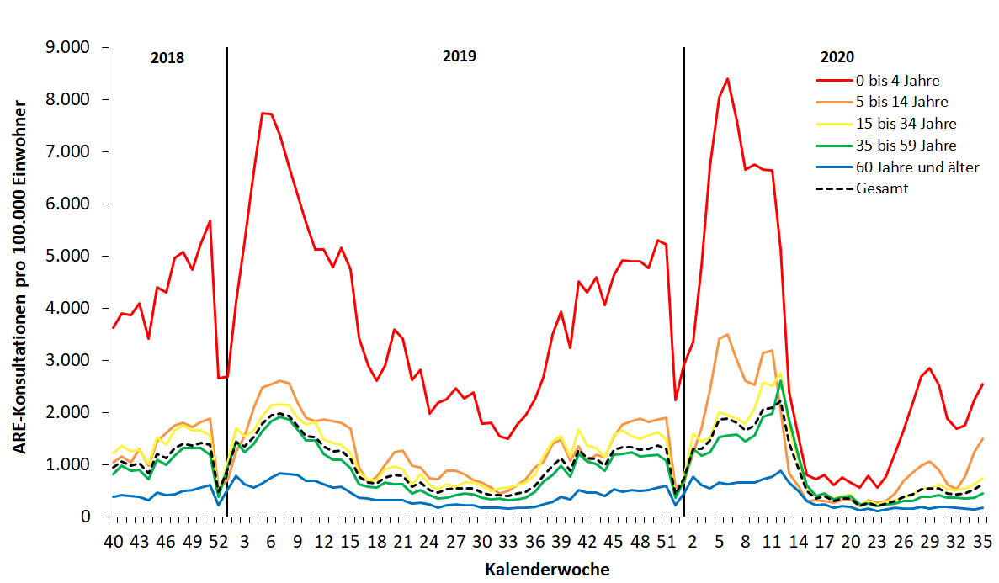 2018
2019
2020
9.000
8.000
7.000
6.000
5.000
4.000
3.000
2.000
1.000
0
ARE-Konsultationen pro 100.000 Einwohner
0 bis 4 Jahre
5 bis 14 Jahre
15 bis 34 Jahre
35 bis 59 Jahre
60 Jahre und älter
Gesamt
40 43 46 49 52 3 6 9 12 15 18 21 24 27 30 33 36 39 42 45 48 51 2 5 8 11 14 17 20 23 26 29 32 35
Kalenderwoche